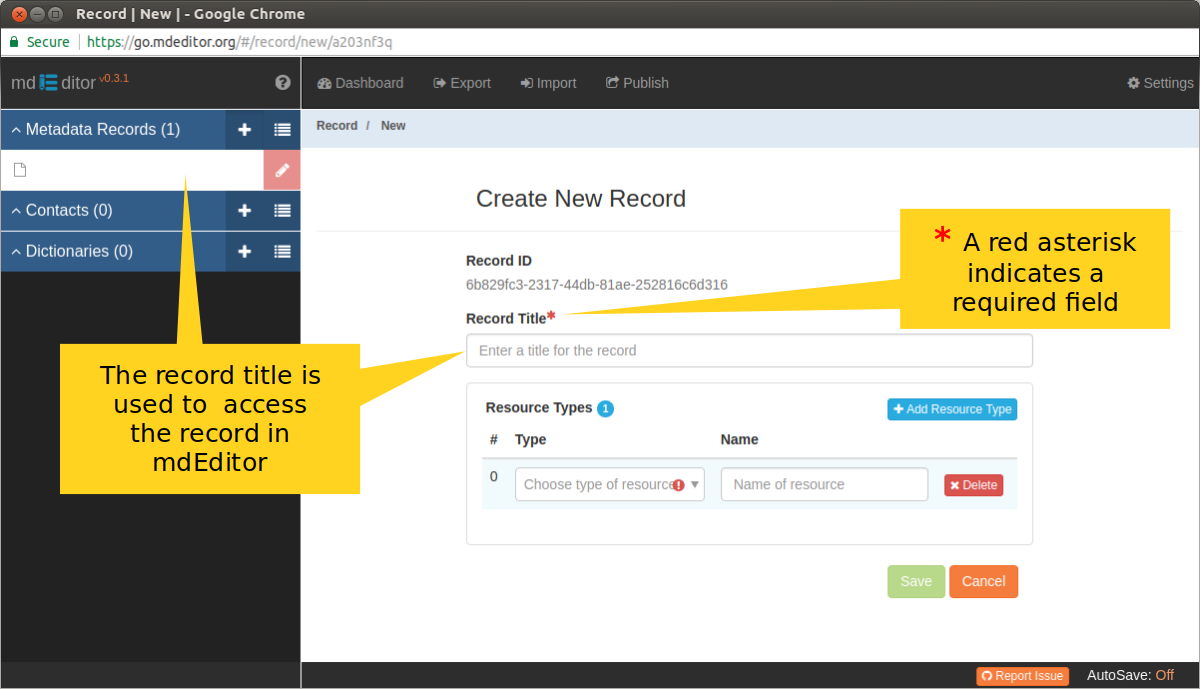 Record | New | - Google Chrome
Secure https://go.mdeditor.org/#/record/new/a203nf3q
md ditor v0.3.1
Dashboard Export Import Publish Settings
Metadata Records (1)
Record / New
Contacts (0)
Dictionaries (0)
Create New Record
* A red asterisk
indicates a
required field
Record ID
6b829fc3-2317-44db-81ae-252816c6d316
Record Title*
Enter a title for the record
The record title is
used to access
the record in
mdEditor
Resource Types 1
Add Resource Type
# Type Name
0 Choose type of resource Name of resource Delete
Save Cancel
Report Issue AutoSave: Off